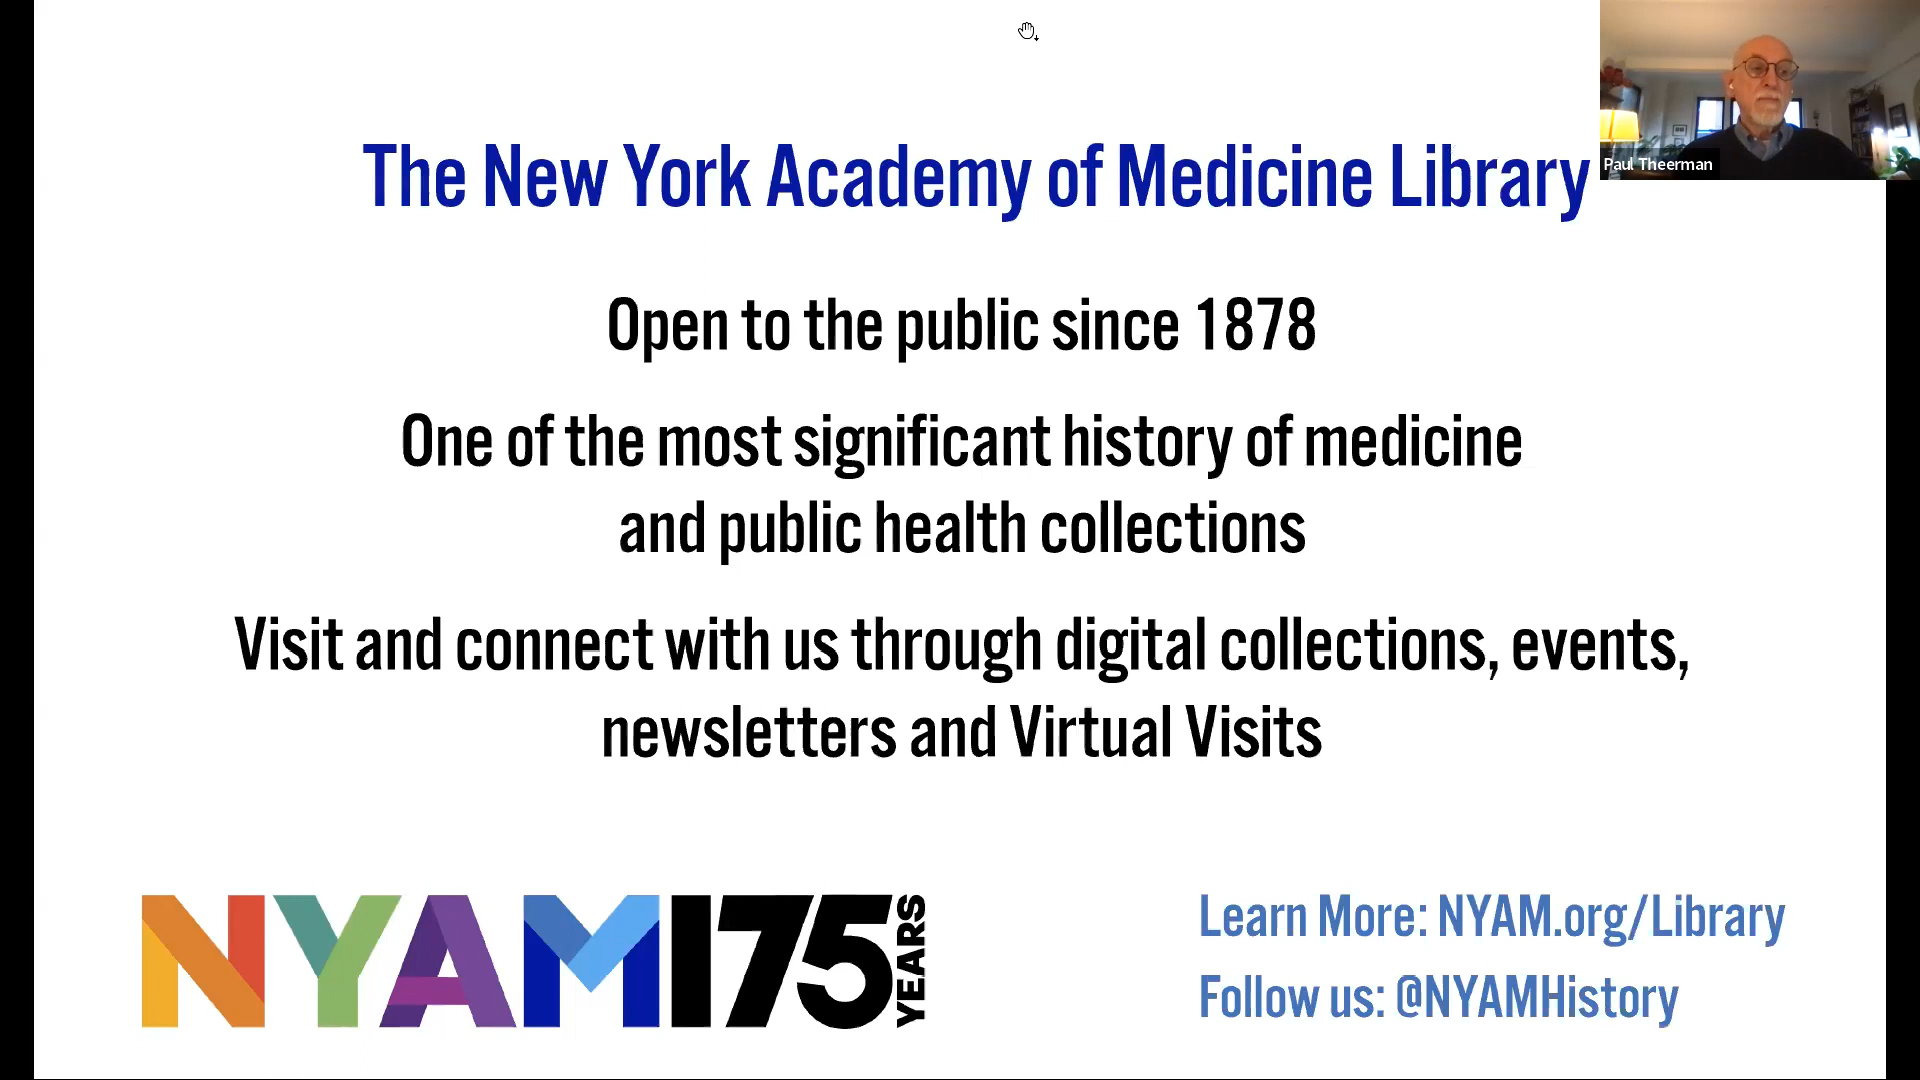 The New York Academy of Medicine Library
Paul Theerman
Open to the public since 1878
One of the most significant history of medicine
and public health collections
Visit and connect with us through digital collections, events,
newsletters and Virtual Visits
NYAM 175 YEARS
Learn More: NYAM.org/Library
Follow us: @NYAMHistory